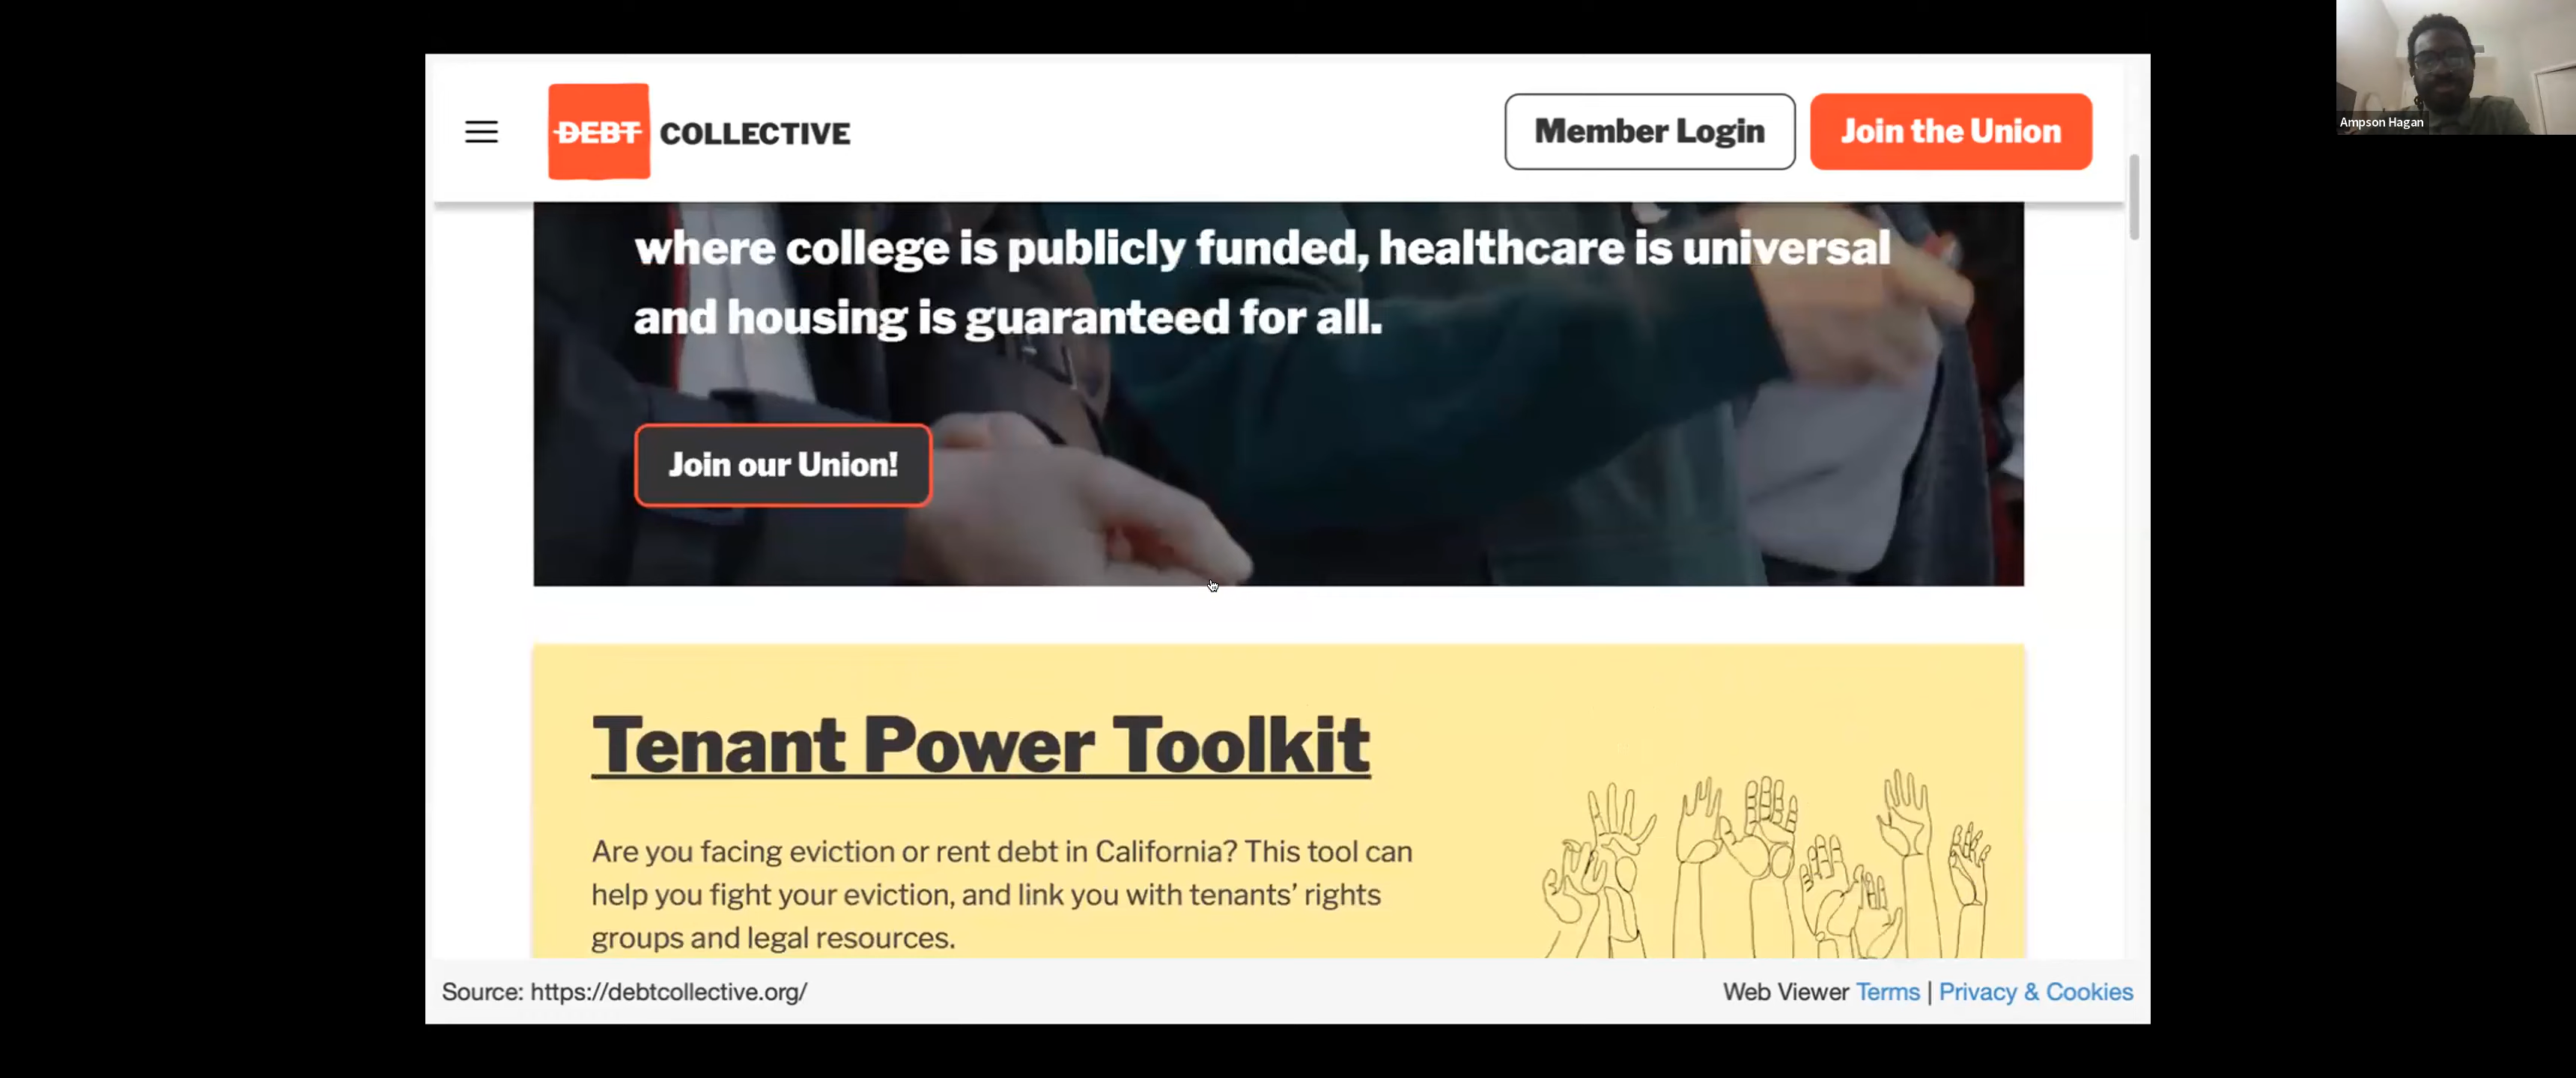 DEBT COLLECTIVE
Member Login
Join the Union
Ampson Hagan
where college is publicly funded, healthcare is universal
and housing is guaranteed for all.
Join our Union!
Tenant Power Toolkit
Are you facing eviction or rent debt in California? This tool can
help you fight your eviction, and link you with tenants’ rights
groups and legal resources.
Source: https://debtcollective.org/
Web Viewer Terms | Privacy & Cookies